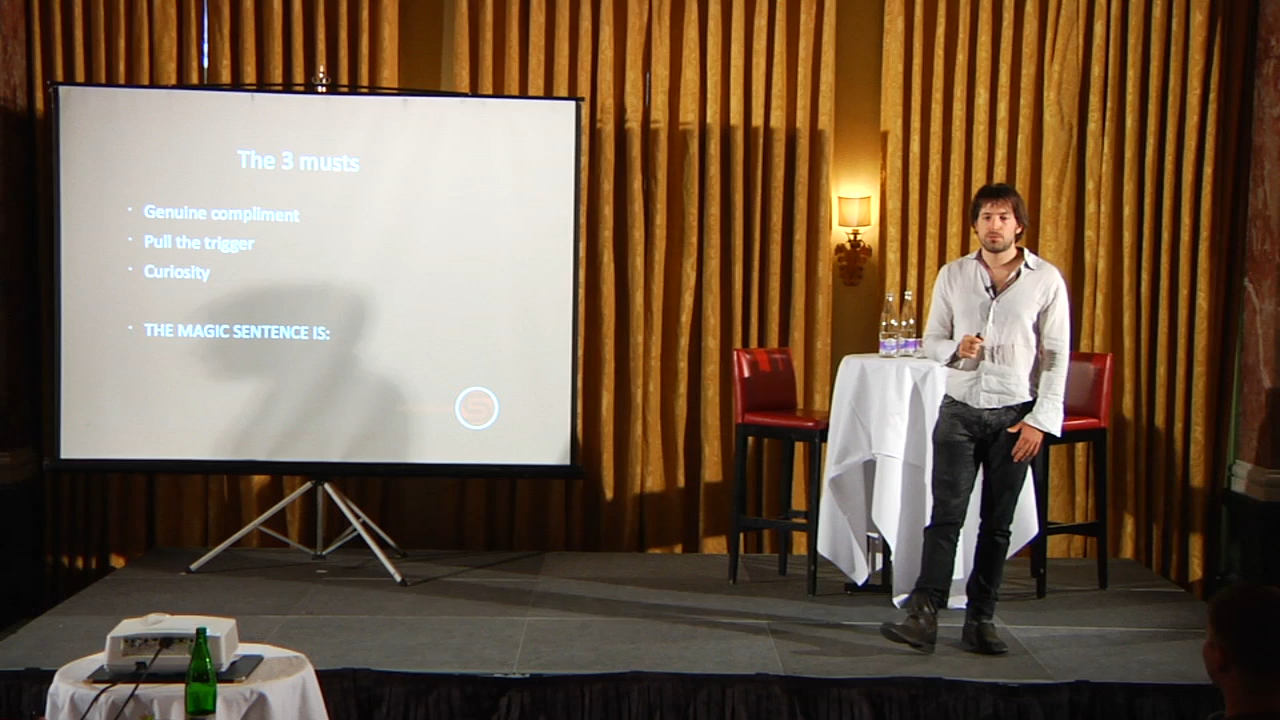 The 3 musts
· Genuine compliment
· Pull the trigger
· Curiosity
· THE MAGIC SENTENCE IS: